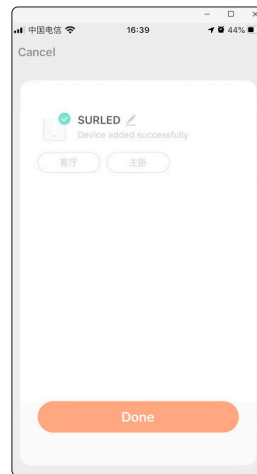 中国电信 16:39 44%
Cancel
SURLED
Device added successfully
客厅 主卧
Done